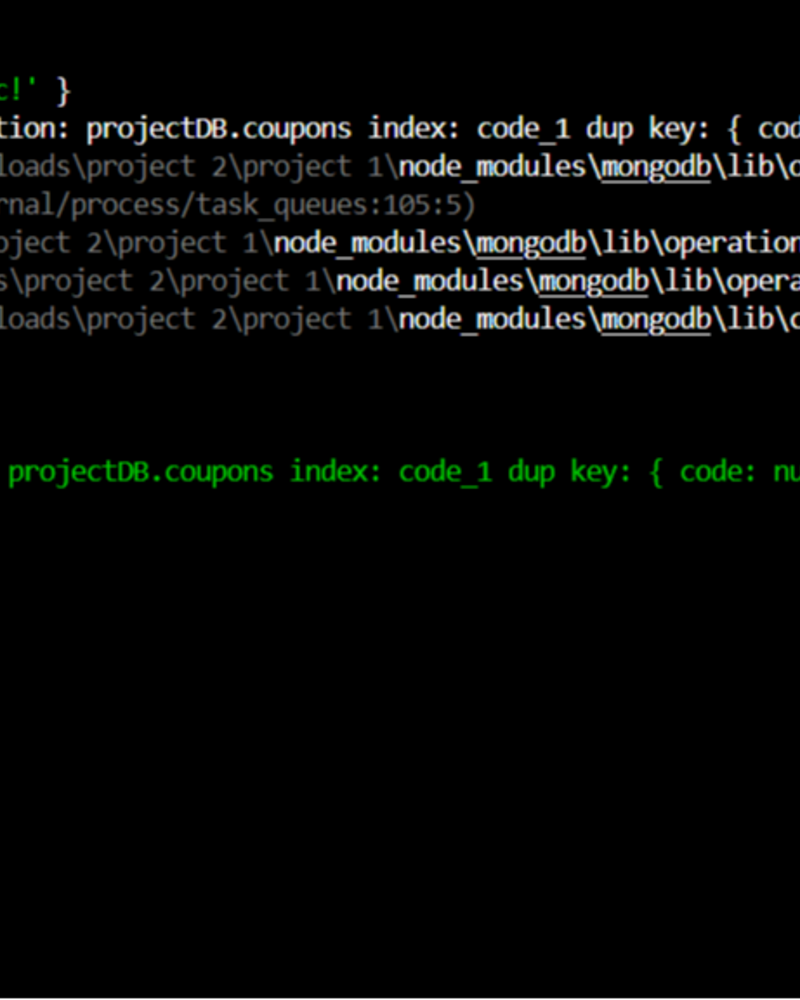 c!' }
tion: projectDB.coupons index: code_1 dup key: { cod
loads\project 2\project 1\node_modules\mongodb\lib\c
rnal/process/task_queues:105:5)
oject 2\project 1\node_modules\mongodb\lib\operation
s\project 2\project 1\node_modules\mongodb\lib\opera
loads\project 2\project 1\node_modules\mongodb\lib\c
projectDB.coupons index: code_1 dup key: { code: nu